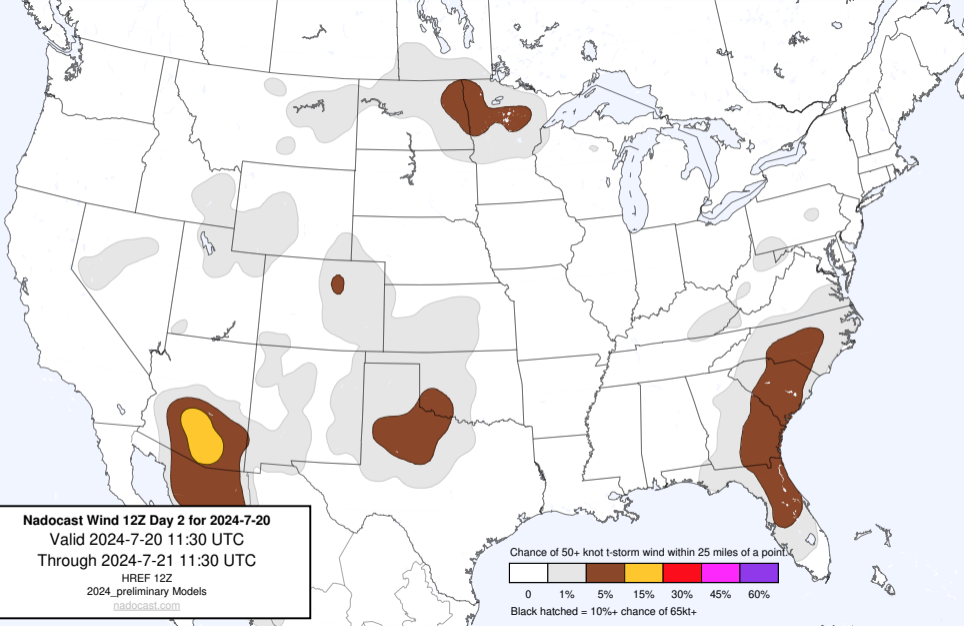 Nadocast Wind 12Z Day 2 for 2024-7-20
Valid 2024-7-20 11:30 UTC
Through 2024-7-21 11:30 UTC
HREF 12Z
2024_preliminary Models
nadocast.com
Chance of 50+ knot t-storm wind within 25 miles of a point.
0 1% 5% 15% 30% 45% 60%
Black hatched = 10%+ chance of 65kt+